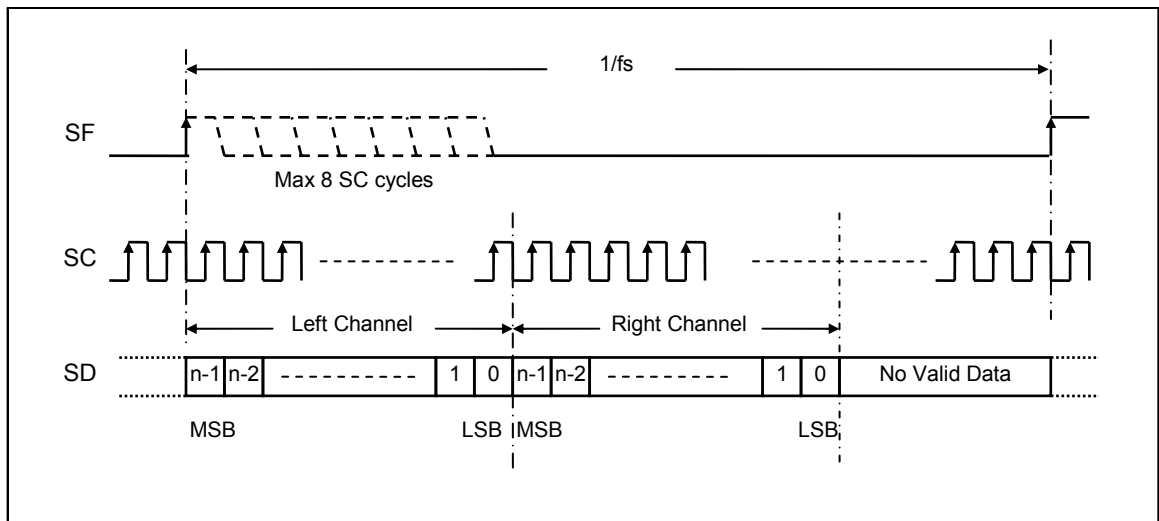 1/fs
SF
Max 8 SC cycles
SC
Left Channel Right Channel
SD n-1 n-2 1 0 n-1 n-2 1 0 No Valid Data
MSB LSB MSB LSB